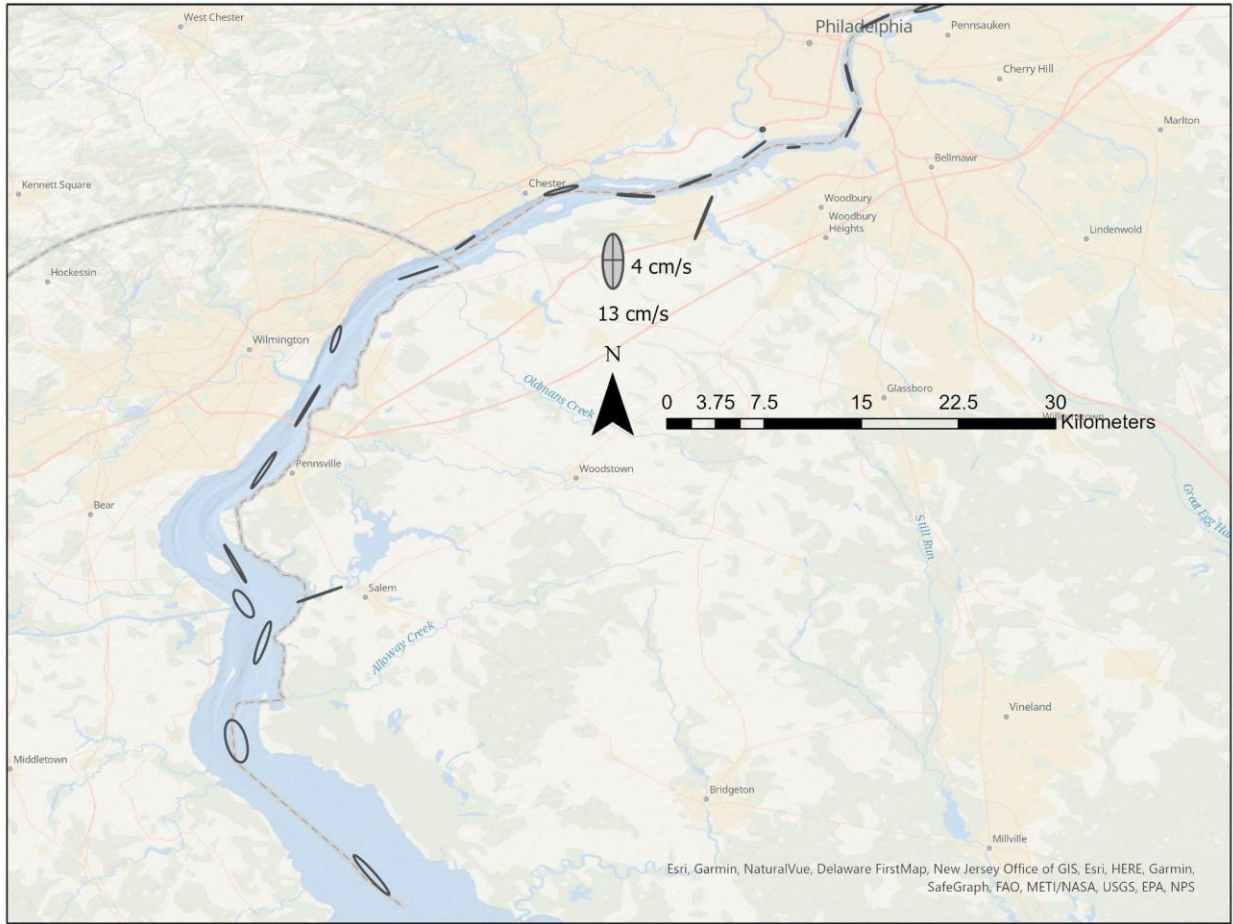 West Chester
Philadelphia
Pennsauken
Cherry Hill
Marlton
Bellmawr
Kennett Square
Chester
Woodbury
Woodbury
Heights
Lindenwold
Hockessin
4 cm/s
13 cm/s
Wilmington
N
Oldmans Creek
0 3.75 7.5 15 22.5 30
Kilometers
Glassboro
Pennsville
Woodstown
Bear
Still Run
Salem
Alloway Creek
Vineland
Middletown
Bridgeton
Millville
Esri, Garmin, NaturalVue, Delaware FirstMap, New Jersey Office of GIS, Esri, HERE, Garmin,
SafeGraph, FAO, METI/NASA, USGS, EPA, NPS